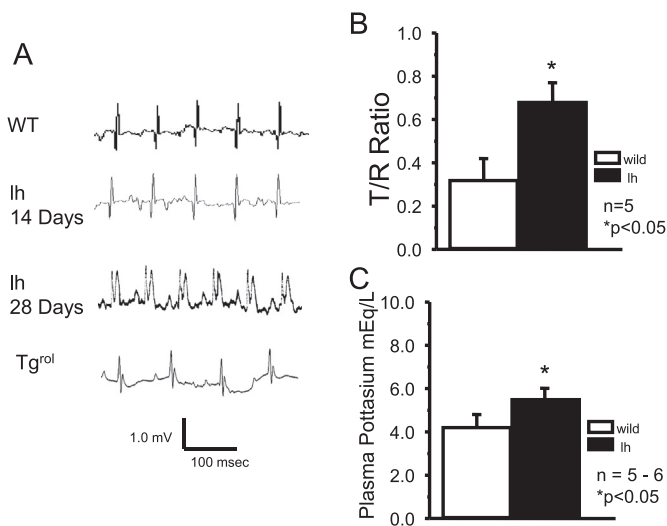 A
WT
lh
14 Days
lh
28 Days
Tgrol
1.0 mV
100 msec
B
T/R Ratio
1.0
0.8
0.6
0.4
0.2
0.0
*
wild
lh
n=5
*p<0.05
C
Plasma Pottasium mEq/L
10.0
8.0
6.0
4.0
2.0
0.0
*
wild
lh
n = 5 - 6
*p<0.05